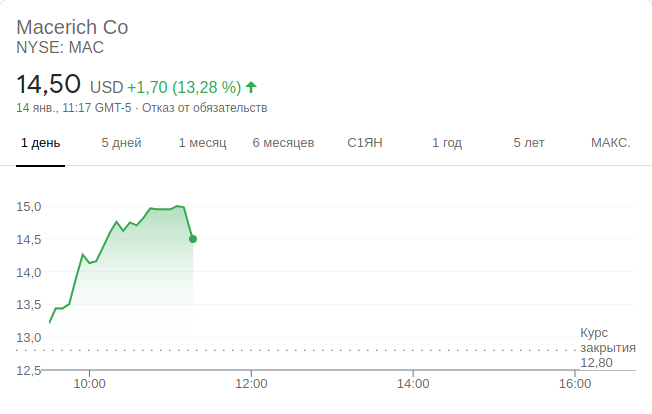 Macerich Co
NYSE: MAC
14,50 USD +1,70 (13,28 %)
14 янв., 11:17 GMT-5 · Отказ от обязательств
1 день 5 дней 1 месяц 6 месяцев С1ЯН 1 год 5 лет МАКС.
15,0
14,5
14,0
13,5
13,0
Курс
закрытия
12,80
12,5
10:00 12:00 14:00 16:00